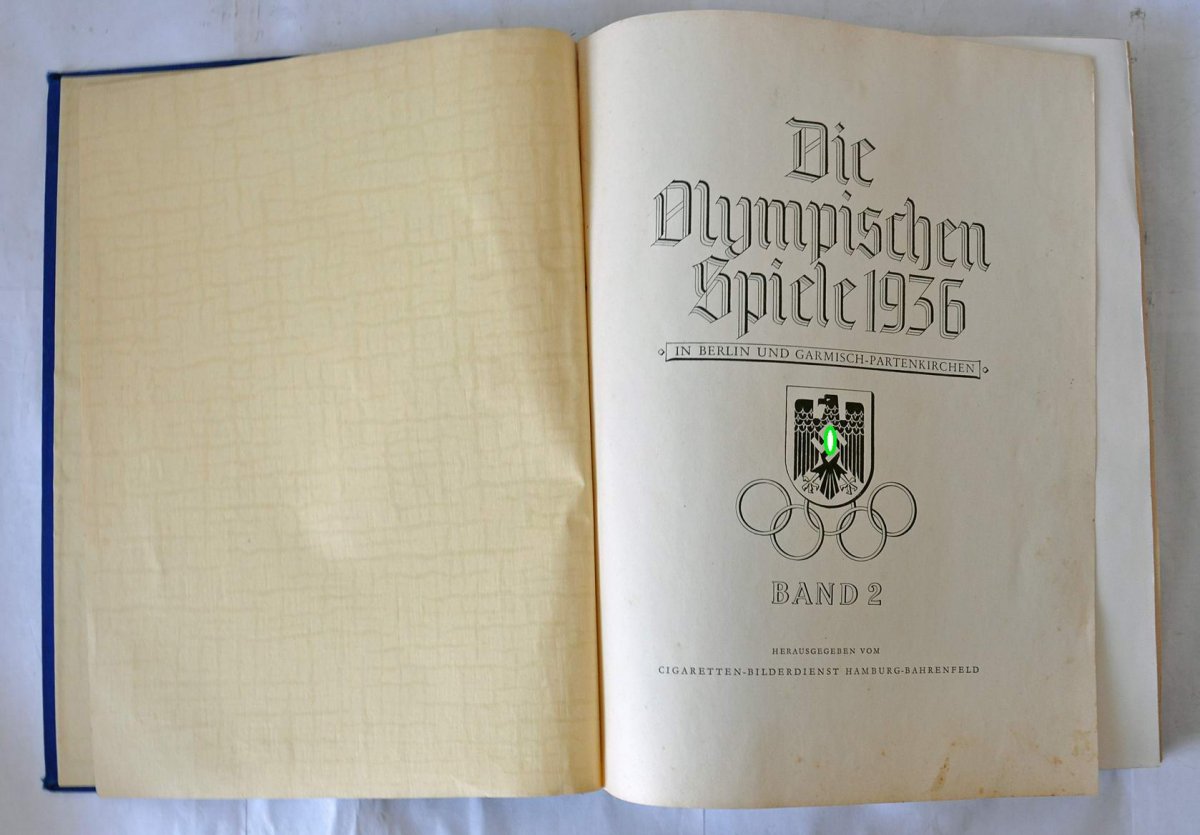 Die
Olympischen
Spiele 1936
IN BERLIN UND GARMISCH-PARTENKIRCHEN
BAND 2
HERAUSGEGEBEN VOM
CIGARETTEN-BILDERDIENST HAMBURG-BAHRENFELD